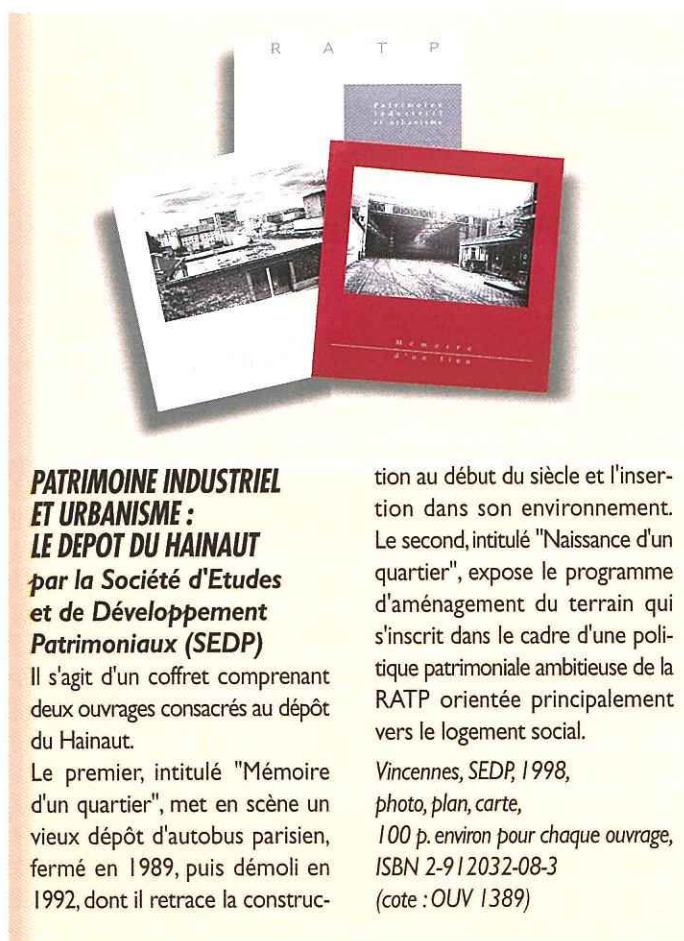 R A T P
Patrimoine
industriel
et urbanisme
Mémoire
d'un lieu
PATRIMOINE INDUSTRIEL
ET URBANISME :
LE DEPOT DU HAINAUT
par la Société d'Etudes
et de Développement
Patrimoniaux (SEDP)
Il s'agit d'un coffret comprenant
deux ouvrages consacrés au dépôt
du Hainaut.
Le premier, intitulé "Mémoire
d'un quartier", met en scène un
vieux dépôt d'autobus parisien,
fermé en 1989, puis démoli en
1992, dont il retrace la construc-
tion au début du siècle et l'inser-
tion dans son environnement.
Le second, intitulé "Naissance d'un
quartier", expose le programme
d'aménagement du terrain qui
s'inscrit dans le cadre d'une poli-
tique patrimoniale ambitieuse de la
RATP orientée principalement
vers le logement social.
Vincennes, SEDP, 1998,
photo, plan, carte,
100 p. environ pour chaque ouvrage,
ISBN 2-912032-08-3
(cote : OUV 1389)